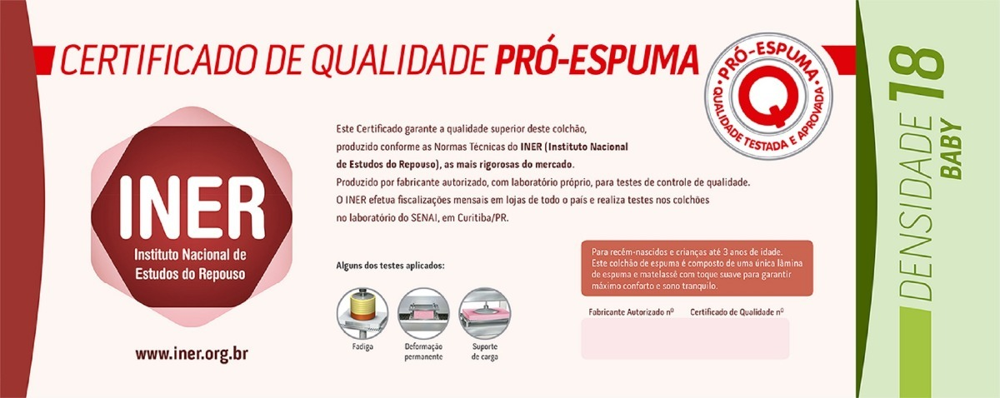 CERTIFICADO DE QUALIDADE PRÓ-ESPUMA
PRÓ-ESPUMA
Q
QUALIDADE TESTADA E APROVADA
INER
Instituto Nacional de
Estudos do Repouso
www.iner.org.br
Este Certificado garante a qualidade superior deste colchão,
produzido conforme as Normas Técnicas do INER (Instituto Nacional
de Estudos do Repouso), as mais rigorosas do mercado.
Produzido por fabricante autorizado, com laboratório próprio, para testes de controle de qualidade.
O INER efetua fiscalizações mensais em lojas de todo o país e realiza testes nos colchões
no laboratório do SENAI, em Curitiba/PR.
Alguns dos testes aplicados:
Fadiga
Deformação
permanente
Suporte
de carga
Para recém-nascidos e crianças até 3 anos de idade.
Este colchão de espuma é composto de uma única lâmina
de espuma e matelassê com toque suave para garantir
máximo conforto e sono tranquilo.
Fabricante Autorizado nº
Certificado de Qualidade nº
DENSIDADE 18
BABY